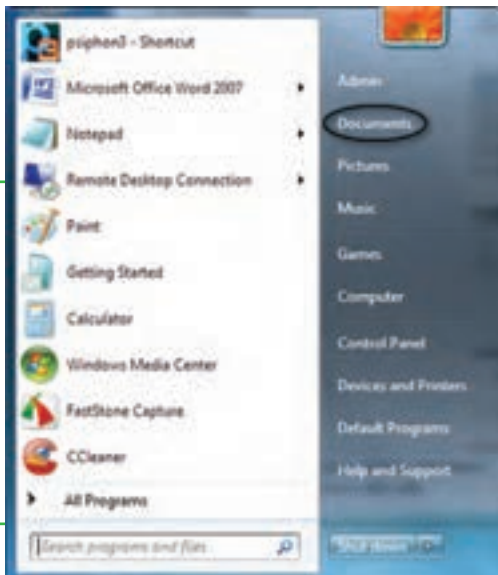 psiphon3 - Shortcut
Microsoft Office Word 2007
Notepad
Remote Desktop Connection
Paint
Getting Started
Calculator
Windows Media Center
FastStone Capture
CCleaner
All Programs
Search programs and files
Admin
Documents
Pictures
Music
Games
Computer
Control Panel
Devices and Printers
Default Programs
Help and Support
Shut down